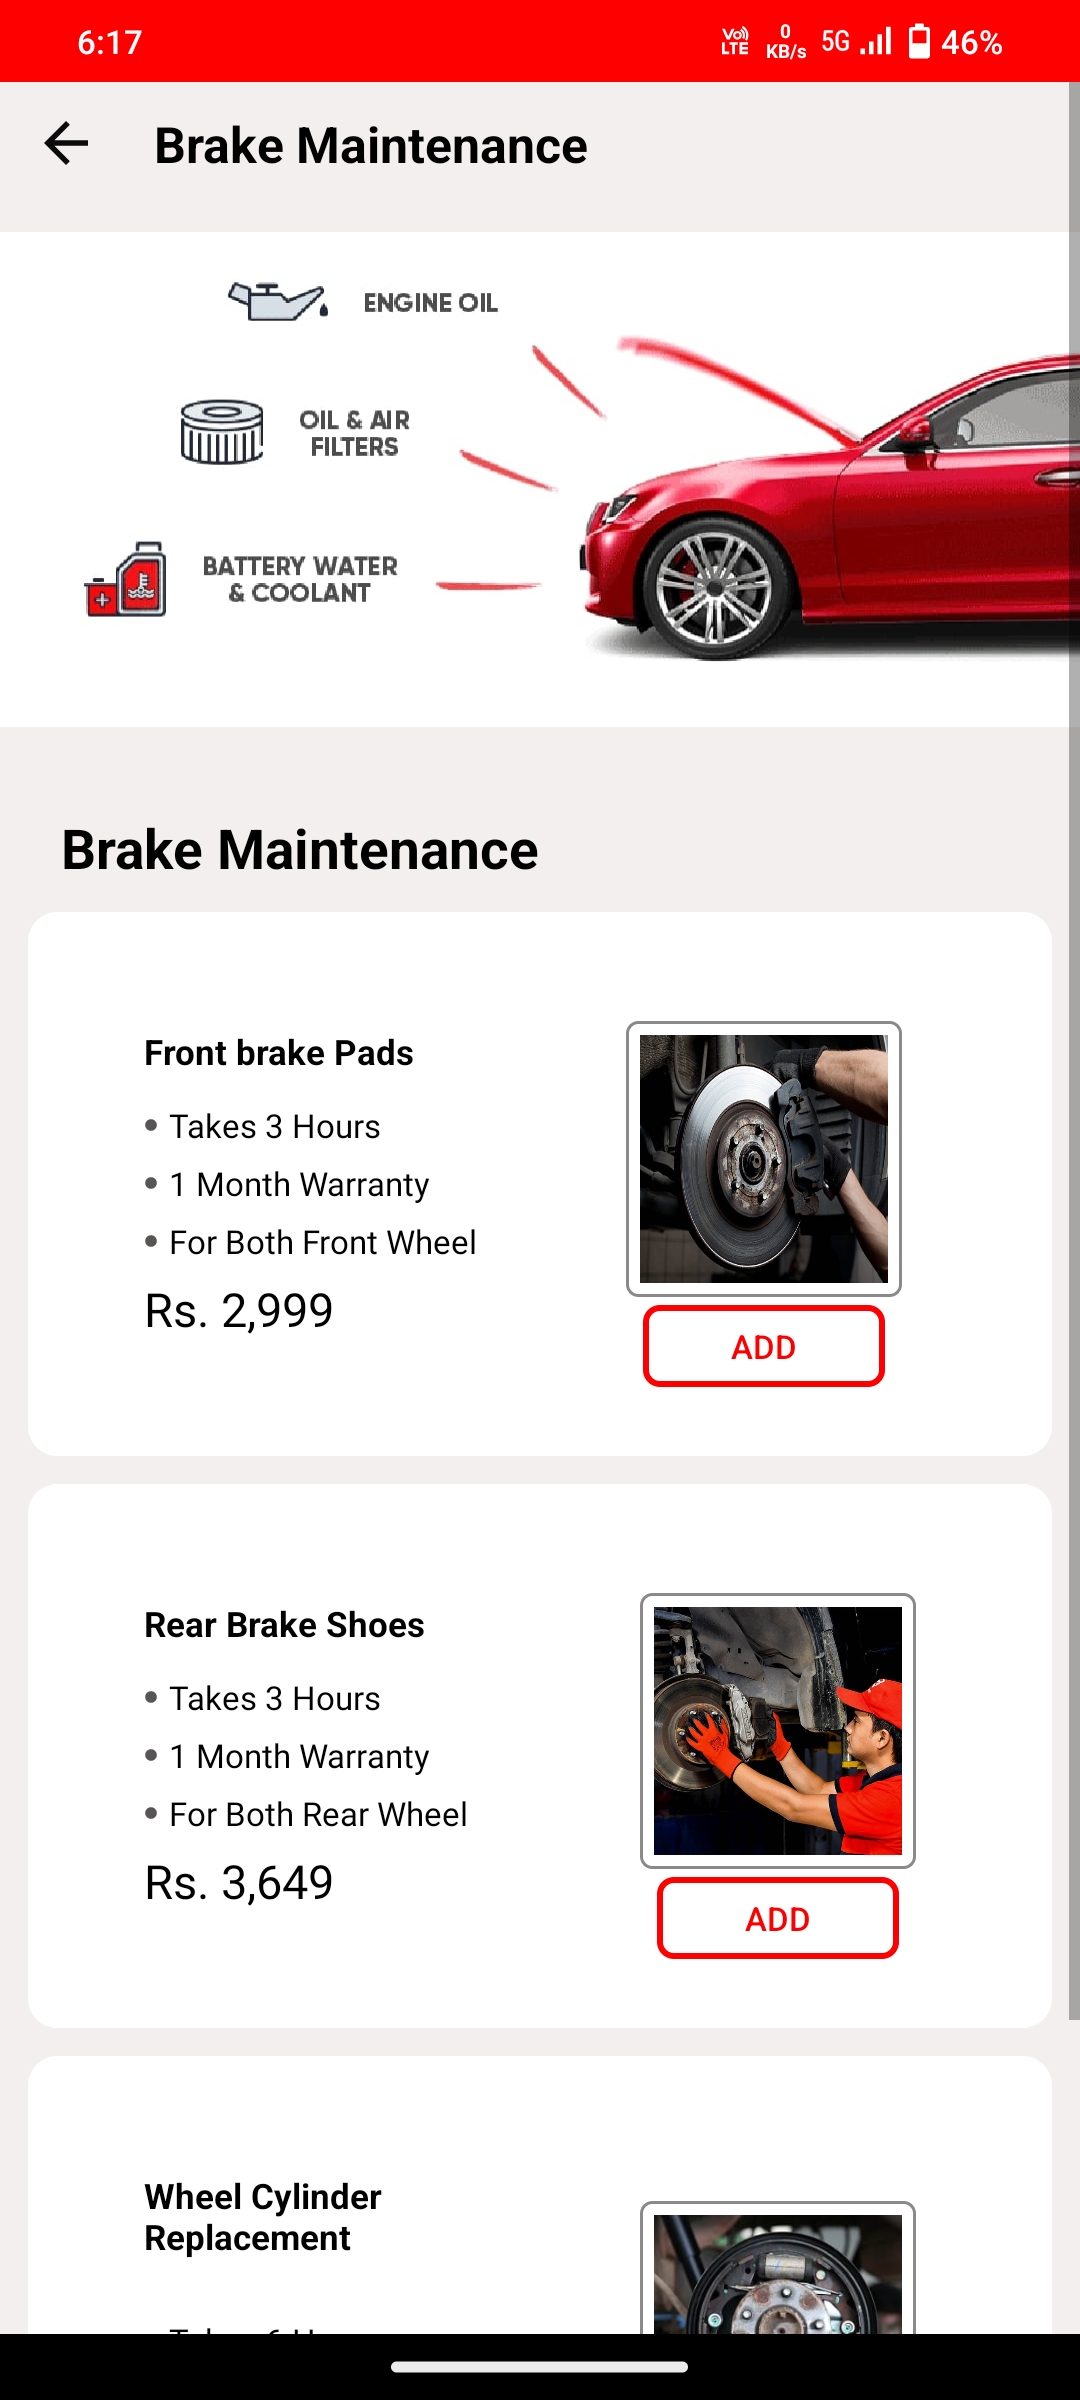 6:17
Vo)) LTE 0 KB/s 5G 46%
Brake Maintenance
ENGINE OIL
OIL & AIR
FILTERS
BATTERY WATER
& COOLANT
Brake Maintenance
Front brake Pads
• Takes 3 Hours
• 1 Month Warranty
• For Both Front Wheel
Rs. 2,999
ADD
Rear Brake Shoes
• Takes 3 Hours
• 1 Month Warranty
• For Both Rear Wheel
Rs. 3,649
ADD
Wheel Cylinder
Replacement